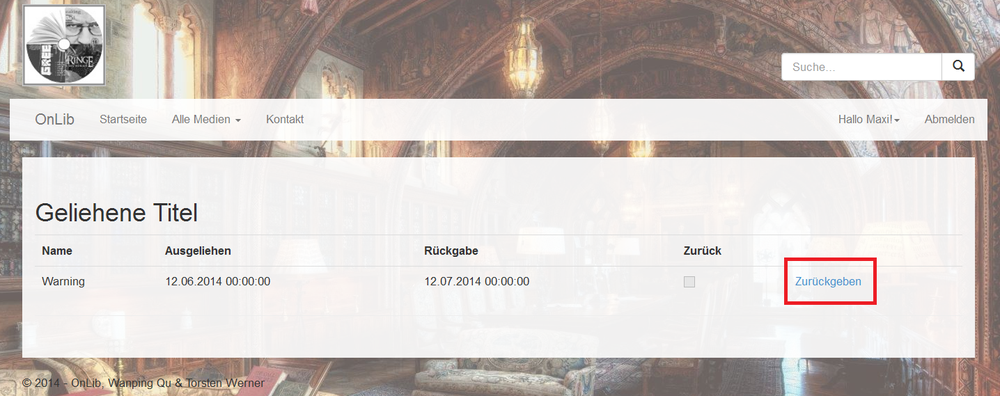 GREE
RINGE
Suche...
OnLib Startseite Alle Medien Kontakt Hallo Maxi! Abmelden
Geliehene Titel
Name Ausgeliehen Rückgabe Zurück
Warning 12.06.2014 00:00:00 12.07.2014 00:00:00 Zurückgeben
© 2014 - OnLib, Wanping Qu & Torsten Werner